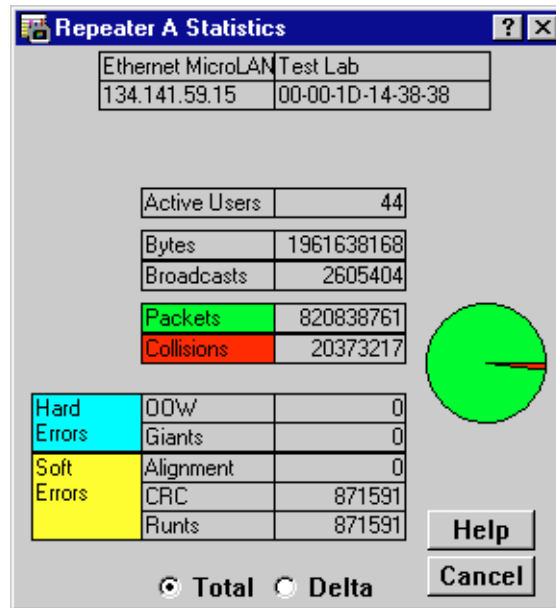 Repeater A Statistics ? X
Ethernet MicroLAN Test Lab
134.141.59.15 00-00-1D-14-38-38
Active Users 44
Bytes 1961638168
Broadcasts 2605404
Packets 820838761
Collisions 20373217
Hard Errors OOW 0
Giants 0
Soft Errors Alignment 0
CRC 871591
Runts 871591
Help
Total Delta Cancel